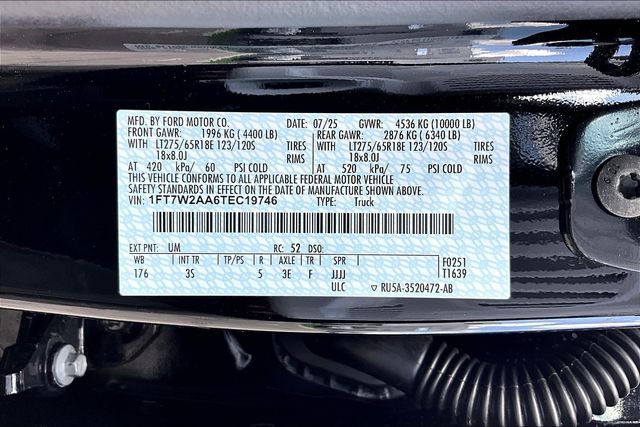 MFD. BY FORD MOTOR CO. DATE: 07/25 GVWR: 4536 KG (10000 LB)
FRONT GAWR: 1996 KG (4400 LB) REAR GAWR: 2876 KG (6340 LB)
WITH LT275/65R18E 123/120S TIRES WITH LT275/65R18E 123/120S TIRES
18x8.0J RIMS 18x8.0J RIMS
AT 420 kPa/ 60 PSI COLD AT 520 kPa/ 75 PSI COLD
THIS VEHICLE CONFORMS TO ALL APPLICABLE FEDERAL MOTOR VEHICLE
SAFETY STANDARDS IN EFFECT ON THE DATE OF MANUFACTURE SHOWN ABOVE.
VIN: 1FT7W2AA6TEC19746 TYPE: Truck
EXT PNT: UM RC: 52 DSO: F0251
WB INT TR TP/PS R AXLE TR SPR T1639
176 3S 5 3E F JJJJ
ULC RU5A-3520472-AB